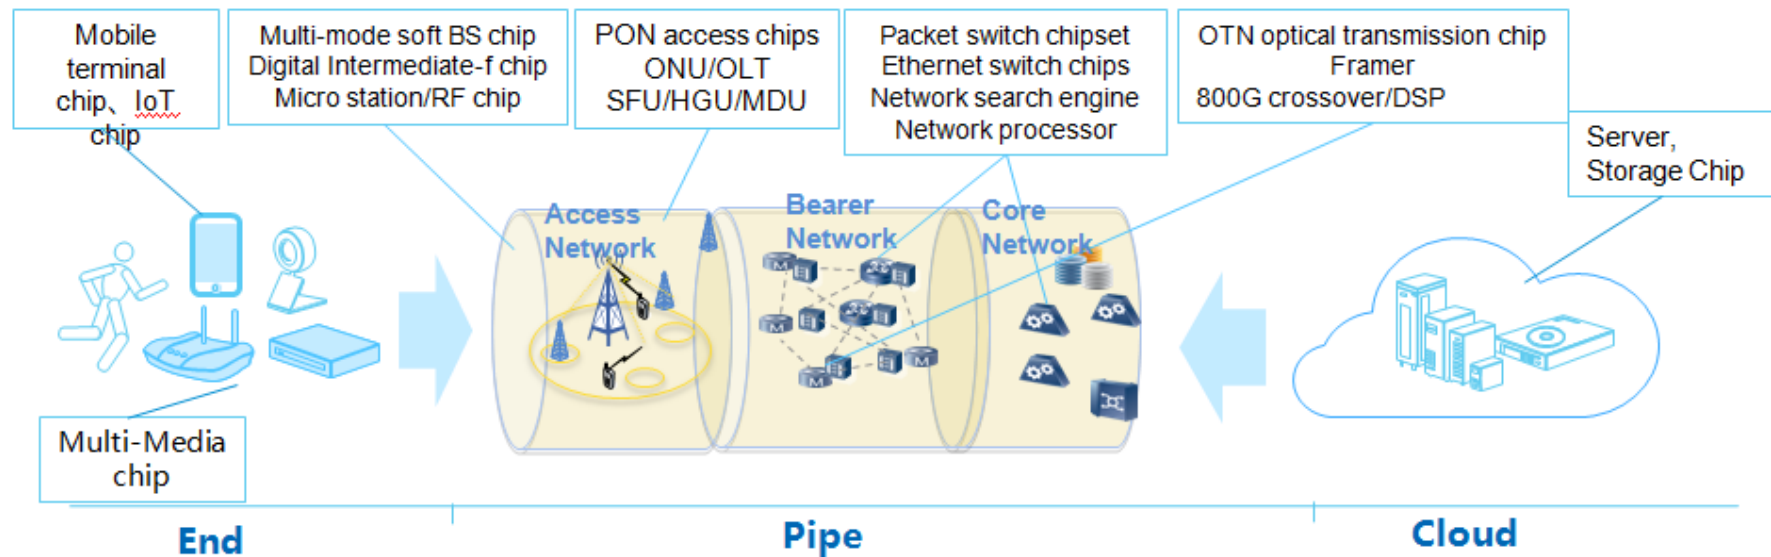 Mobile
terminal
chip、IoT
chip
Multi-mode soft BS chip
Digital Intermediate-f chip
Micro station/RF chip
PON access chips
ONU/OLT
SFU/HGU/MDU
Packet switch chipset
Ethernet switch chips
Network search engine
Network processor
OTN optical transmission chip
Framer
800G crossover/DSP
Server,
Storage Chip
Access
Network
Bearer
Network
Core
Network
M
M
M
M
Multi-Media
chip
End
Pipe
Cloud